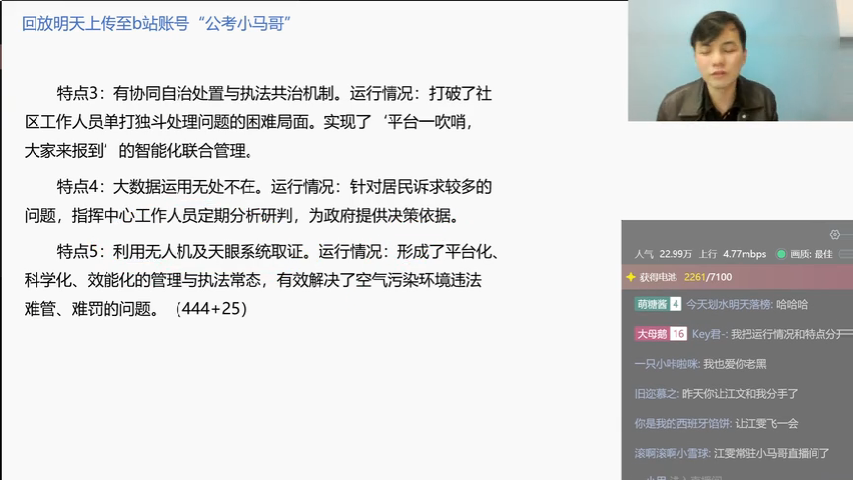 回放明天上传至b站账号“公考小马哥”
特点3：有协同自治处置与执法共治机制。运行情况：打破了社
区工作人员单打独斗处理问题的困难局面。实现了‘平台一吹哨，
大家来报到’的智能化联合管理。
特点4：大数据运用无处不在。运行情况：针对居民诉求较多的
问题，指挥中心工作人员定期分析研判，为政府提供决策依据。
特点5：利用无人机及天眼系统取证。运行情况：形成了平台化、
科学化、效能化的管理与执法常态，有效解决了空气污染环境违法
难管、难罚的问题。（444+25）
人气 22.99万 上行 4.77mbps 画质: 最佳
获得电池 2261/7100
萌糖酱 4 今天划水明天落榜: 哈哈哈
大母鹅 16 Key君-: 我把运行情况和特点分开
一只小咔啦咪: 我也爱你老黑
旧迩慕之: 昨天你让江文和我分手了
你是我的西班牙馅饼: 让江雯飞一会
滚啊滚啊小雪球: 江雯常驻小马哥直播间了